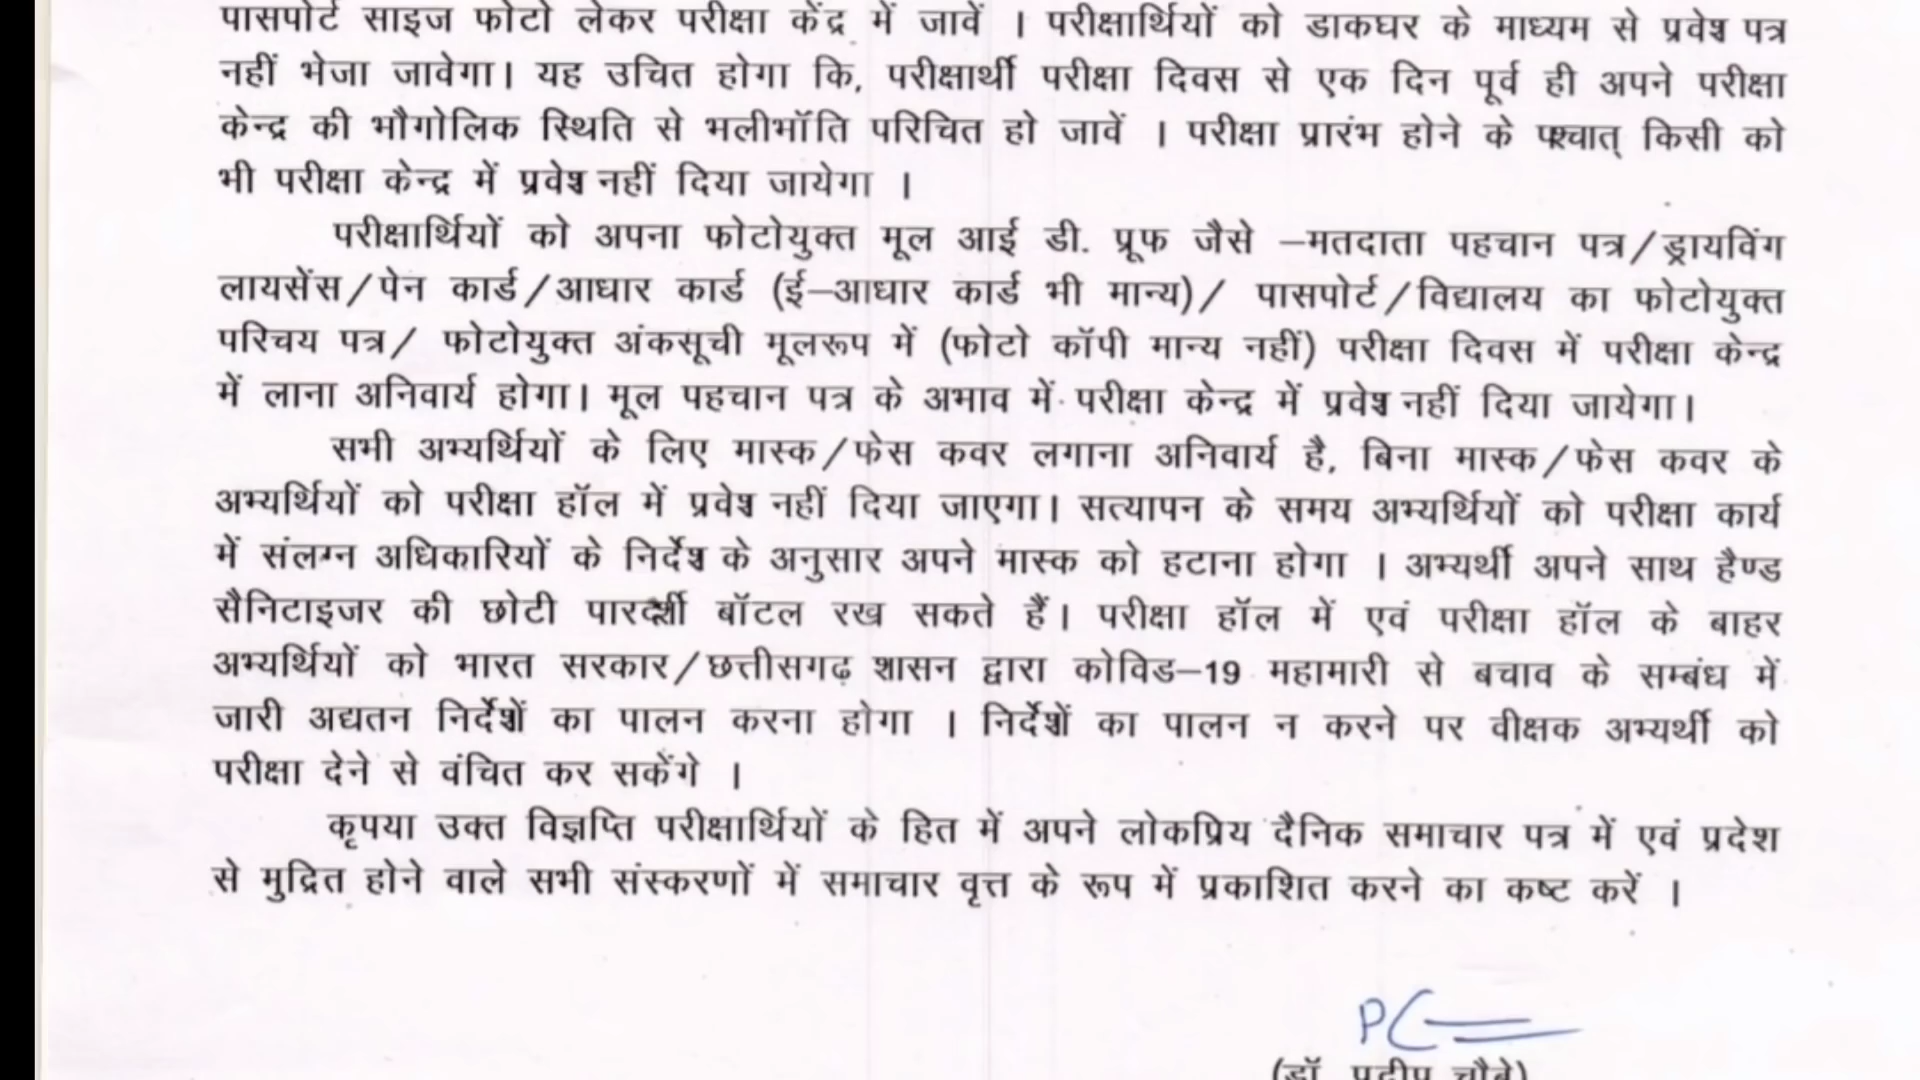 पासपोर्ट साइज फोटो लेकर परीक्षा केंद्र में जावें । परीक्षार्थियों को डाकघर के माध्यम से प्रवेश पत्र
नहीं भेजा जावेगा। यह उचित होगा कि, परीक्षार्थी परीक्षा दिवस से एक दिन पूर्व ही अपने परीक्षा
केन्द्र की भौगोलिक स्थिति से भलीभॉति परिचित हो जावें । परीक्षा प्रारंभ होने के पश्चात् किसी को
भी परीक्षा केन्द्र में प्रवेश नहीं दिया जायेगा ।
परीक्षार्थियों को अपना फोटोयुक्त मूल आई डी. प्रूफ जैसे –मतदाता पहचान पत्र/ड्रायविंग
लायसेंस/पेन कार्ड/आधार कार्ड (ई–आधार कार्ड भी मान्य)/ पासपोर्ट/विद्यालय का फोटोयुक्त
परिचय पत्र/ फोटोयुक्त अंकसूची मूलरूप में (फोटो कॉपी मान्य नहीं) परीक्षा दिवस में परीक्षा केन्द्र
में लाना अनिवार्य होगा। मूल पहचान पत्र के अभाव में परीक्षा केन्द्र में प्रवेश नहीं दिया जायेगा।
सभी अभ्यर्थियों के लिए मास्क/फेस कवर लगाना अनिवार्य है, बिना मास्क/फेस कवर के
अभ्यर्थियों को परीक्षा हॉल में प्रवेश नहीं दिया जाएगा। सत्यापन के समय अभ्यर्थियों को परीक्षा कार्य
में संलग्न अधिकारियों के निर्देश के अनुसार अपने मास्क को हटाना होगा । अभ्यर्थी अपने साथ हैण्ड
सैनिटाइजर की छोटी पारदर्शी बॉटल रख सकते हैं। परीक्षा हॉल में एवं परीक्षा हॉल के बाहर
अभ्यर्थियों को भारत सरकार/छत्तीसगढ़ शासन द्वारा कोविड–19 महामारी से बचाव के सम्बंध में
जारी अद्यतन निर्देशों का पालन करना होगा । निर्देशों का पालन न करने पर वीक्षक अभ्यर्थी को
परीक्षा देने से वंचित कर सकेंगे ।
कृपया उक्त विज्ञप्ति परीक्षार्थियों के हित में अपने लोकप्रिय दैनिक समाचार पत्र में एवं प्रदेश
से मुद्रित होने वाले सभी संस्करणों में समाचार वृत्त के रूप में प्रकाशित करने का कष्ट करें ।
(डॉ. प्रदीप चौबे)